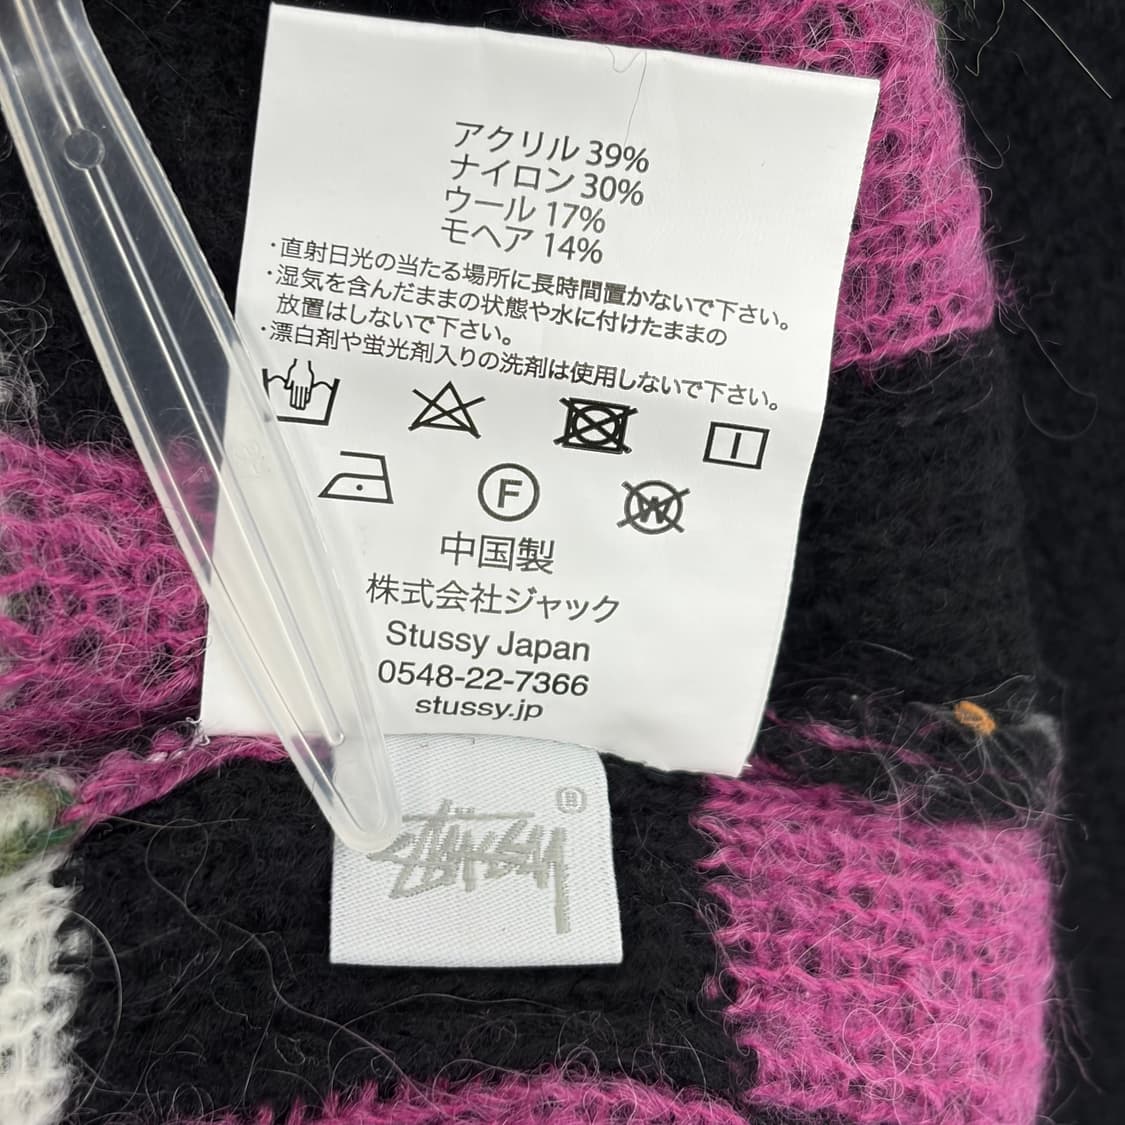 アクリル 39%
ナイロン 30%
ウール 17%
モヘア 14%
・直射日光の当たる場所に長時間置かないで下さい。
・湿気を含んだままの状態や水に付けたままの
放置はしないで下さい。
・漂白剤や蛍光剤入りの洗剤は使用しないで下さい。
F
W
中国製
株式会社ジャック
Stussy Japan
0548-22-7366
stussy.jp
Stüssy ®